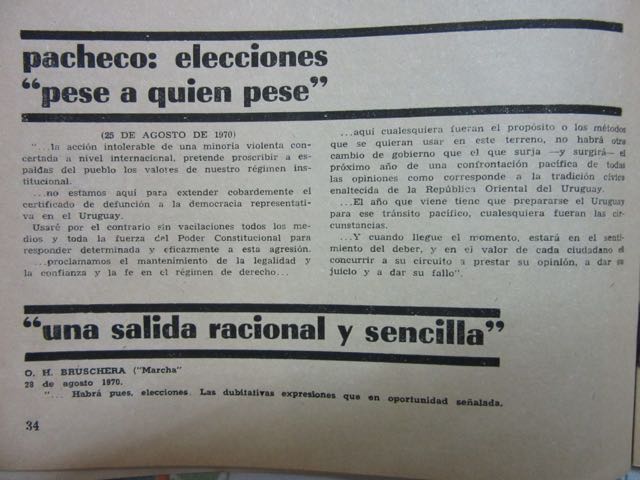 pacheco: elecciones
“pese a quien pese”
(25 DE AGOSTO DE 1970)
“...la acción intolerable de una minoría violenta con-
certada a nivel internacional, pretende proscribir a es-
paldas del pueblo los valores de nuestro régimen ins-
titucional.
...no estamos aquí para extender cobardemente el
certificado de defunción a la democracia representati-
va en el Uruguay.
Usaré por el contrario sin vacilaciones todos los me-
dios y toda la fuerza del Poder Constitucional para
responder determinada y eficazmente a esta agresión.
...proclamamos el mantenimiento de la legalidad y
la confianza y la fe en el régimen de derecho...
...aquí cualesquiera fueran el propósito o los métodos
que se quieran usar en este terreno, no habrá otro
cambio de gobierno que el que surja —y surgirá— el
próximo año de una confrontación pacífica de todas
las opiniones como corresponde a la tradición cívica
enaltecida de la República Oriental del Uruguay.
...El año que viene tiene que prepararse el Uruguay
para ese tránsito pacífico, cualesquiera fueran las cir-
cunstancias.
...Y cuando llegue el momento, estará en el senti-
miento del deber, y en el valor de cada ciudadano el
concurrir a su circuito a prestar su opinión, a dar su
juicio y a dar su fallo”.
“una salida racional y sencilla”
O. H. BRUSCHERA (“Marcha”
28 de agosto 1970.
“... Habrá pues, elecciones. Las dubitativas expresiones que en oportunidad señalada,
34